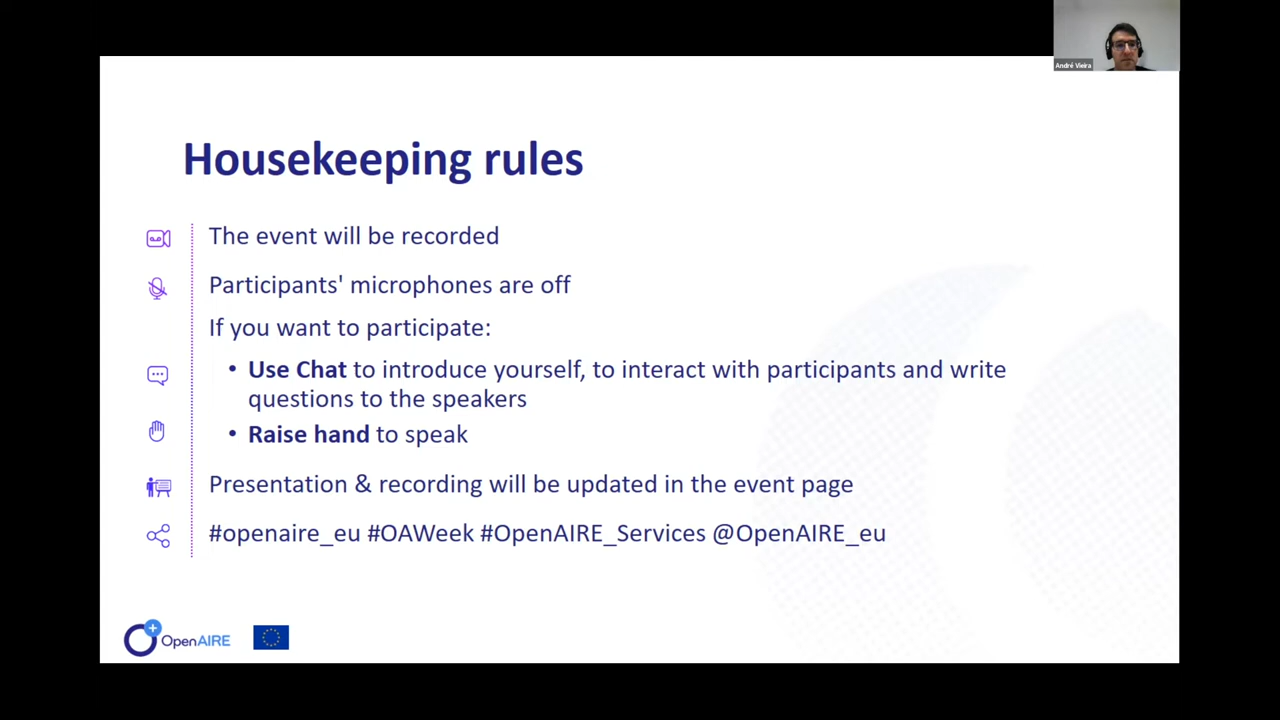 André Vieira
Housekeeping rules
The event will be recorded
Participants' microphones are off
If you want to participate:
• Use Chat to introduce yourself, to interact with participants and write
questions to the speakers
• Raise hand to speak
Presentation & recording will be updated in the event page
#openaire_eu #OAWeek #OpenAIRE_Services @OpenAIRE_eu
OpenAIRE